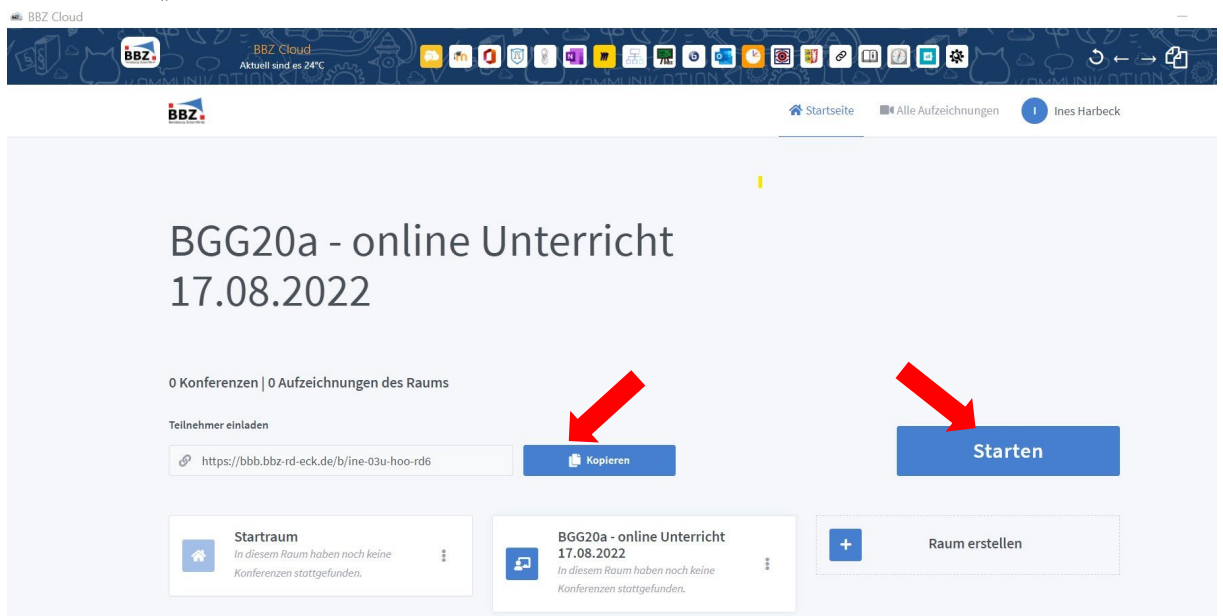 BBZ Cloud
BBZ
BBZ Cloud
Aktuell sind es 24°C
BBZ
Startseite
Alle Aufzeichnungen
I
Ines Harbeck
BGG20a - online Unterricht
17.08.2022
0 Konferenzen | 0 Aufzeichnungen des Raums
Teilnehmer einladen
https://bbb.bbz-rd-eck.de/b/ine-03u-hoo-rd6
Kopieren
Starten
Startraum
In diesem Raum haben noch keine
Konferenzen stattgefunden.
BGG20a - online Unterricht
17.08.2022
In diesem Raum haben noch keine
Konferenzen stattgefunden.
Raum erstellen